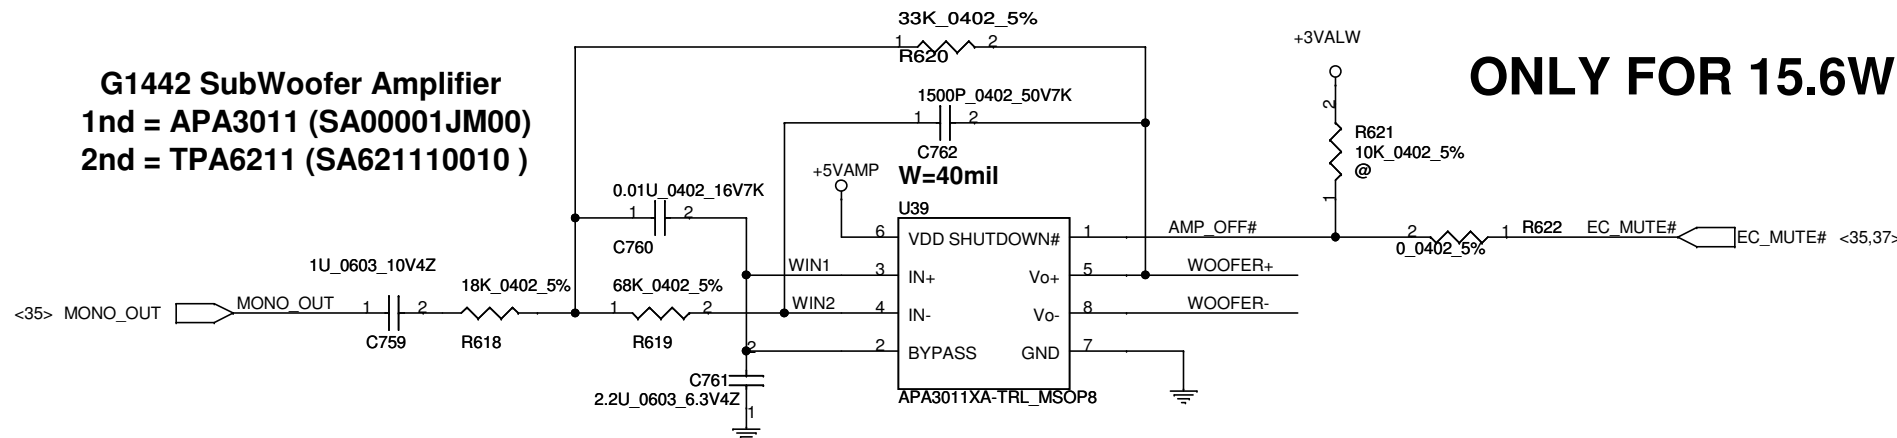 33K_0402_5%
1 2
R620
+3VALW
ONLY FOR 15.6W
G1442 SubWoofer Amplifier
1nd = APA3011 (SA00001JM00)
2nd = TPA6211 (SA621110010 )
1500P_0402_50V7K
1 2
C762
2
R621
10K_0402_5%
@
1
+5VAMP
W=40mil
0.01U_0402_16V7K
1 2
C760
U39
6 VDD SHUTDOWN# 1 AMP_OFF#
2 1 R622 EC_MUTE# EC_MUTE# <35,37>
0_0402_5%
WIN1 3 IN+ Vo+ 5 WOOFER+
1U_0603_10V4Z
18K_0402_5%
68K_0402_5%
<35> MONO_OUT MONO_OUT 1 2 1 2 WIN2 4 IN- Vo- 8 WOOFER-
C759
R618
R619
2 2 BYPASS GND 7
C761
2.2U_0603_6.3V4Z
1
APA3011XA-TRL_MSOP8